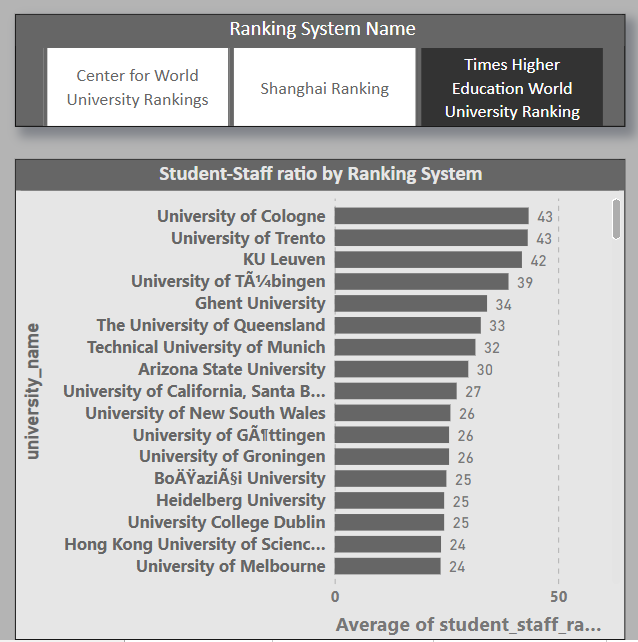 Ranking System Name
Center for World
University Rankings
Shanghai Ranking
Times Higher
Education World
University Ranking
Student-Staff ratio by Ranking System
university_name
University of Cologne 43
University of Trento 43
KU Leuven 42
University of TÃ¼bingen 39
Ghent University 34
The University of Queensland 33
Technical University of Munich 32
Arizona State University 30
University of California, Santa B... 27
University of New South Wales 26
University of GÃ¶ttingen 26
University of Groningen 26
BoÄŸaziÃ§i University 25
Heidelberg University 25
University College Dublin 25
Hong Kong University of Scienc... 24
University of Melbourne 24
0 50
Average of student_staff_ra...